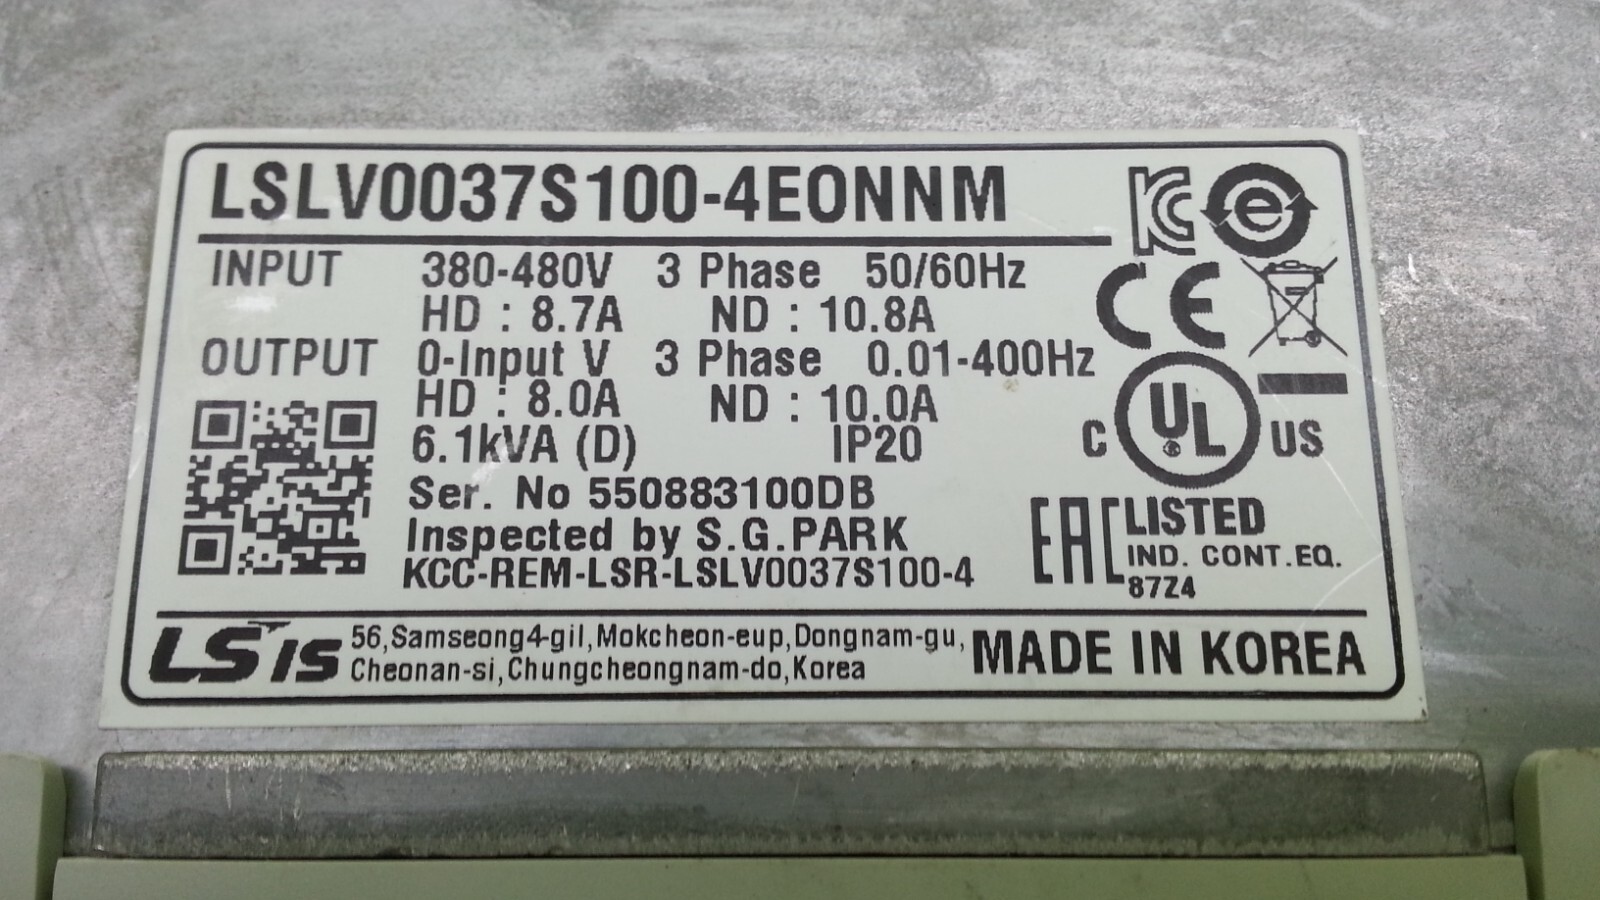 LSLV0037S100-4EONNM
INPUT 380-480V 3 Phase 50/60Hz
HD : 8.7A ND : 10.8A
OUTPUT 0-Input V 3 Phase 0.01-400Hz
HD : 8.0A ND : 10.0A
6.1kVA (D) IP20
Ser. No 550883100DB
Inspected by S.G.PARK
KCC-REM-LSR-LSLV0037S100-4
KC e
CE
C UL US
EAC LISTED
IND. CONT.EQ.
87Z4
LS IS 56,Samseong4-gil,Mokcheon-eup,Dongnam-gu,
Cheonan-si,Chungcheongnam-do,Korea
MADE IN KOREA